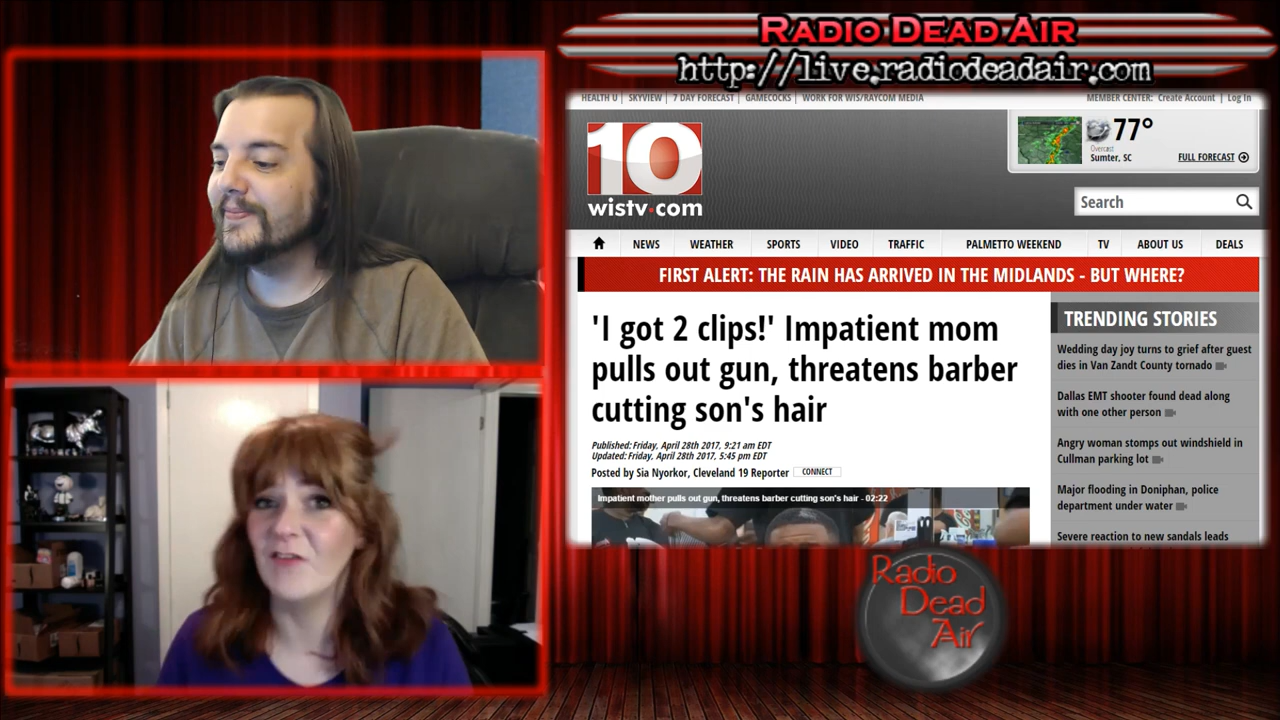 RADIO DEAD AIR
http://live.radiodeadair.com
HEALTH U | SKYVIEW | 7 DAY FORECAST | GAMECOCKS | WORK FOR WIS/RAYCOM MEDIA
MEMBER CENTER: Create Account | Log In
10
wistv.com
77°
Overcast
Sumter, SC
FULL FORECAST
Search
NEWS WEATHER SPORTS VIDEO TRAFFIC PALMETTO WEEKEND TV ABOUT US DEALS
FIRST ALERT: THE RAIN HAS ARRIVED IN THE MIDLANDS - BUT WHERE?
'I got 2 clips!' Impatient mom
pulls out gun, threatens barber
cutting son's hair
Published: Friday, April 28th 2017, 9:21 am EDT
Updated: Friday, April 28th 2017, 5:45 pm EDT
Posted by Sia Nyorkor, Cleveland 19 Reporter
CONNECT
Impatient mother pulls out gun, threatens barber cutting son's hair - 02:22
TRENDING STORIES
Wedding day joy turns to grief after guest
dies in Van Zandt County tornado
Dallas EMT shooter found dead along
with one other person
Angry woman stomps out windshield in
Cullman parking lot
Major flooding in Doniphan, police
department under water
Severe reaction to new sandals leads
Radio
Dead
Air